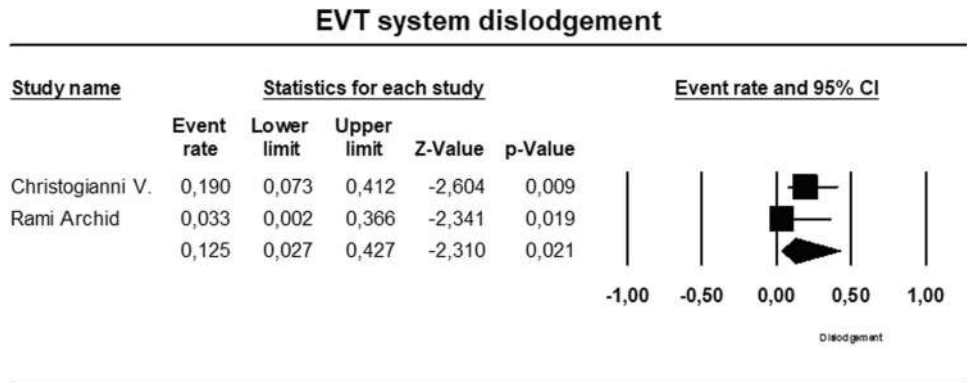 EVT system dislodgement
Study name Statistics for each study Event rate and 95% CI
Event rate Lower limit Upper limit Z-Value p-Value
Christogianni V. 0,190 0,073 0,412 -2,604 0,009
Rami Archid 0,033 0,002 0,366 -2,341 0,019
0,125 0,027 0,427 -2,310 0,021
-1,00 -0,50 0,00 0,50 1,00
Dislodgement